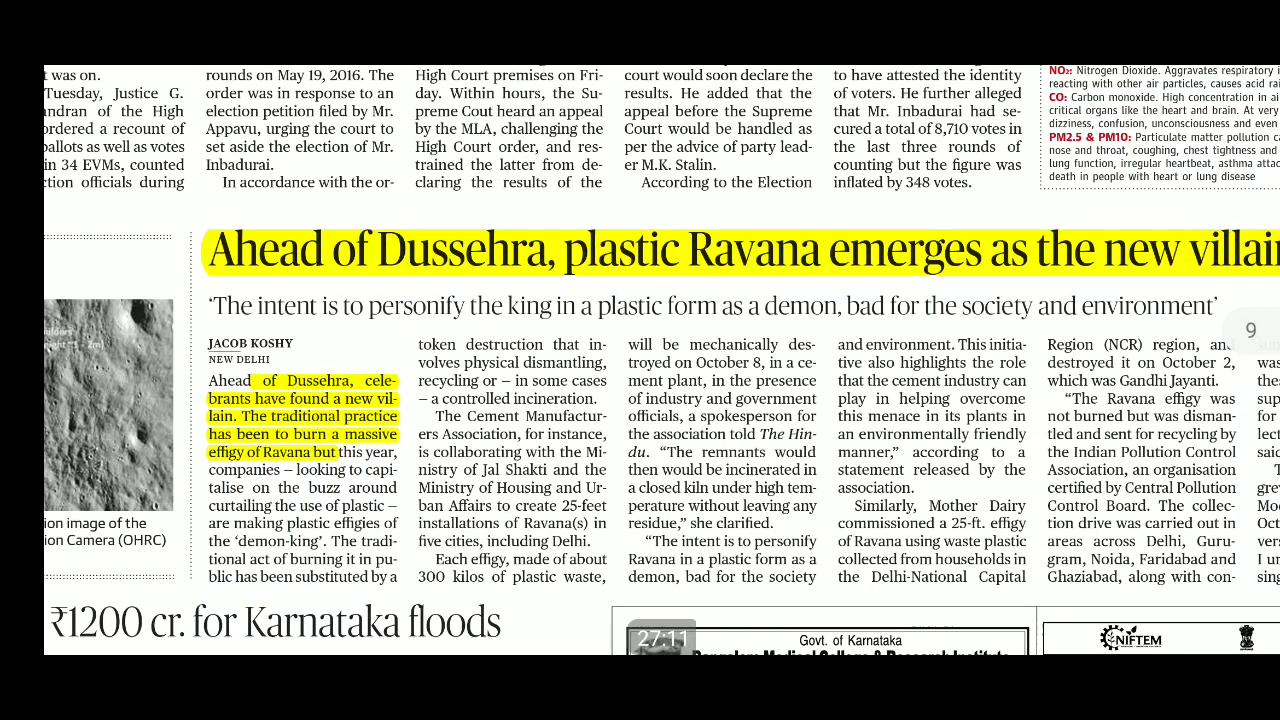 t was on.
Tuesday, Justice G.
andran of the High
ordered a recount of
ballots as well as votes
in 34 EVMs, counted
ction officials during
rounds on May 19, 2016. The
order was in response to an
election petition filed by Mr.
Appavu, urging the court to
set aside the election of Mr.
Inbadurai.
In accordance with the or-
High Court premises on Fri-
day. Within hours, the Su-
preme Cout heard an appeal
by the MLA, challenging the
High Court order, and res-
trained the latter from de-
claring the results of the
court would soon declare the
results. He added that the
appeal before the Supreme
Court would be handled as
per the advice of party lead-
er M.K. Stalin.
According to the Election
to have attested the identity
of voters. He further alleged
that Mr. Inbadurai had se-
cured a total of 8,710 votes in
the last three rounds of
counting but the figure was
inflated by 348 votes.
NO₂: Nitrogen Dioxide. Aggravates respiratory i
reacting with other air particles, causes acid rai
CO: Carbon monoxide. High concentration in ai
critical organs like the heart and brain. At very
dizziness, confusion, unconsciousness and even
PM2.5 & PM10: Particulate matter pollution c
nose and throat, coughing, chest tightness and
lung function, irregular heartbeat, asthma attac
death in people with heart or lung disease
Ahead of Dussehra, plastic Ravana emerges as the new villain
‘The intent is to personify the king in a plastic form as a demon, bad for the society and environment’
JACOB KOSHY
NEW DELHI
Ahead of Dussehra, cele-
brants have found a new vil-
lain. The traditional practice
has been to burn a massive
effigy of Ravana but this year,
companies – looking to capi-
talise on the buzz around
curtailing the use of plastic –
are making plastic effigies of
the ‘demon-king’. The tradi-
tional act of burning it in pu-
blic has been substituted by a
token destruction that in-
volves physical dismantling,
recycling or – in some cases
– a controlled incineration.
The Cement Manufactur-
ers Association, for instance,
is collaborating with the Mi-
nistry of Jal Shakti and the
Ministry of Housing and Ur-
ban Affairs to create 25-feet
installations of Ravana(s) in
five cities, including Delhi.
Each effigy, made of about
300 kilos of plastic waste,
will be mechanically des-
troyed on October 8, in a ce-
ment plant, in the presence
of industry and government
officials, a spokesperson for
the association told The Hin-
du. “The remnants would
then would be incinerated in
a closed kiln under high tem-
perature without leaving any
residue,” she clarified.
“The intent is to personify
Ravana in a plastic form as a
demon, bad for the society
and environment. This initia-
tive also highlights the role
that the cement industry can
play in helping overcome
this menace in its plants in
an environmentally friendly
manner,” according to a
statement released by the
association.
Similarly, Mother Dairy
commissioned a 25-ft. effigy
of Ravana using waste plastic
collected from households in
the Delhi-National Capital
Region (NCR) region, and
destroyed it on October 2,
which was Gandhi Jayanti.
“The Ravana effigy was
not burned but was disman-
tled and sent for recycling by
the Indian Pollution Control
Association, an organisation
certified by Central Pollution
Control Board. The collec-
tion drive was carried out in
areas across Delhi, Guru-
gram, Noida, Faridabad and
Ghaziabad, along with con-
9
ion image of the
ion Camera (OHRC)
₹1200 cr. for Karnataka floods
27:11
Govt. of Karnataka
Bangalore Medical College & Research Institute
NIFTEM